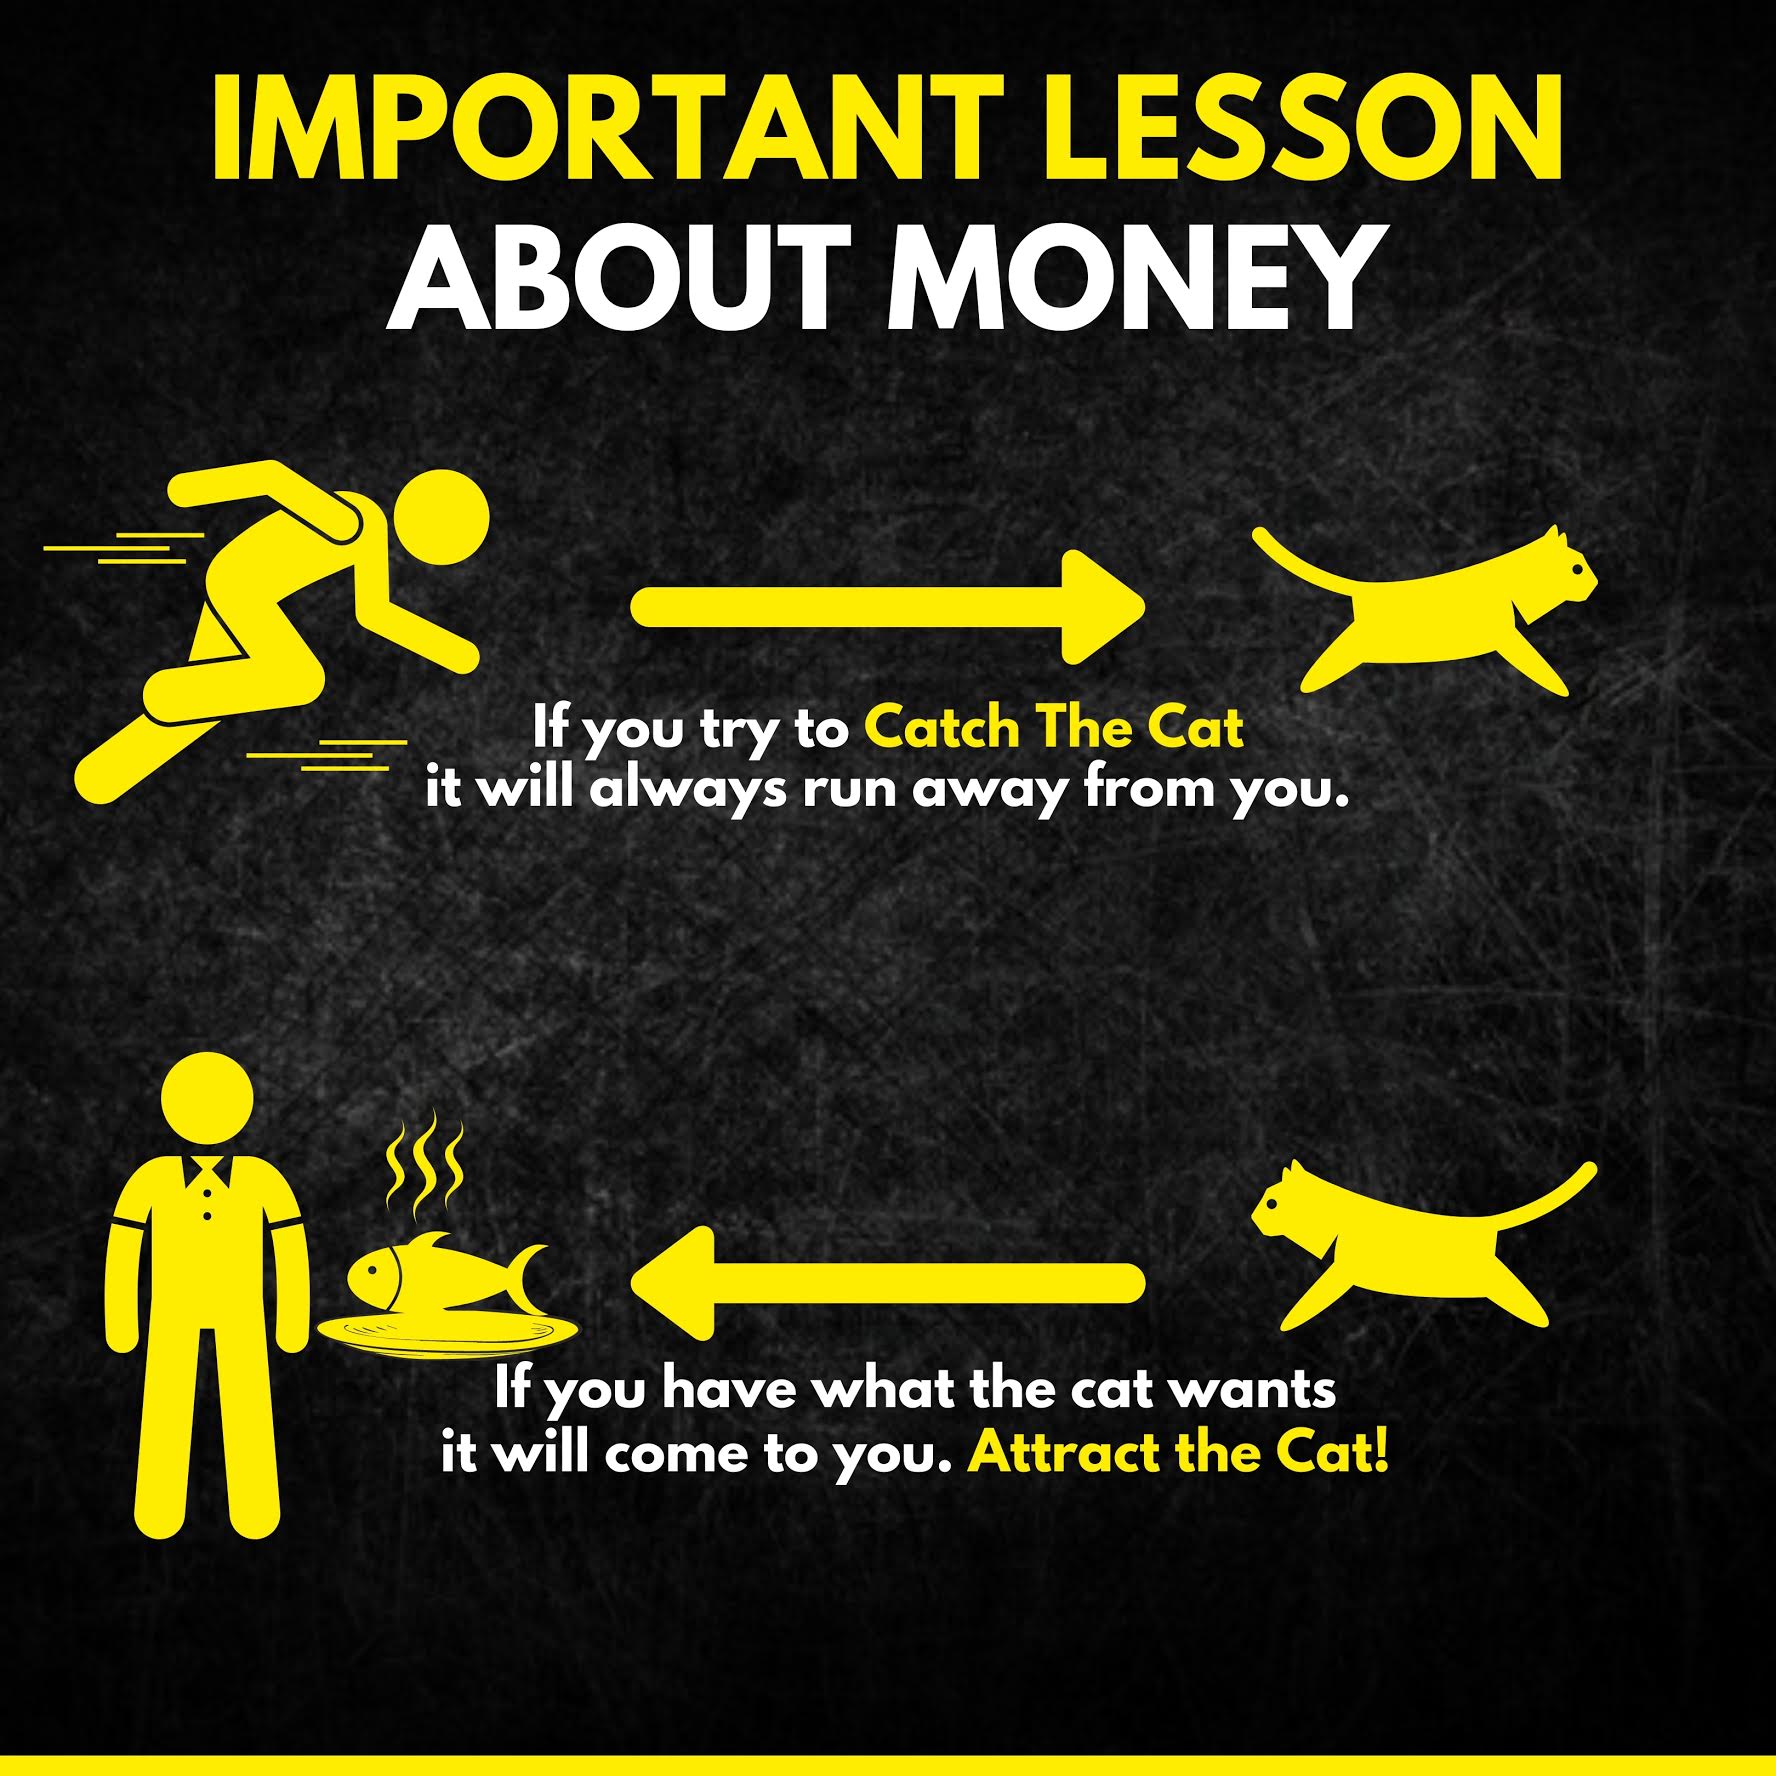 IMPORTANT LESSON
ABOUT MONEY
If you try to Catch The Cat
it will always run away from you.
If you have what the cat wants
it will come to you. Attract the Cat!